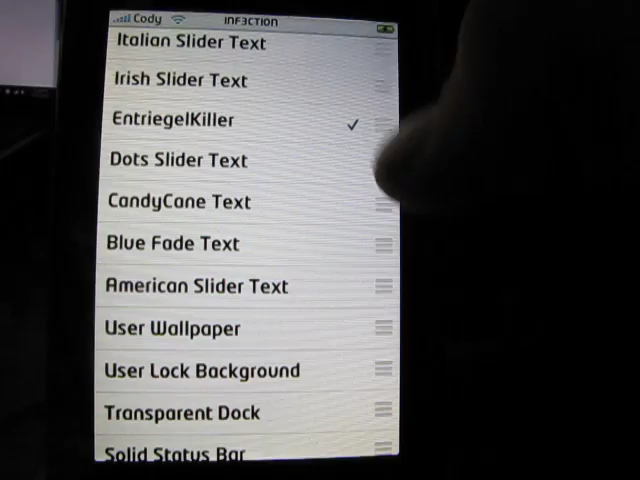 Cody INF3CTION
Italian Slider Text
Irish Slider Text
EntriegelKiller
Dots Slider Text
CandyCane Text
Blue Fade Text
American Slider Text
User Wallpaper
User Lock Background
Transparent Dock
Solid Status Bar